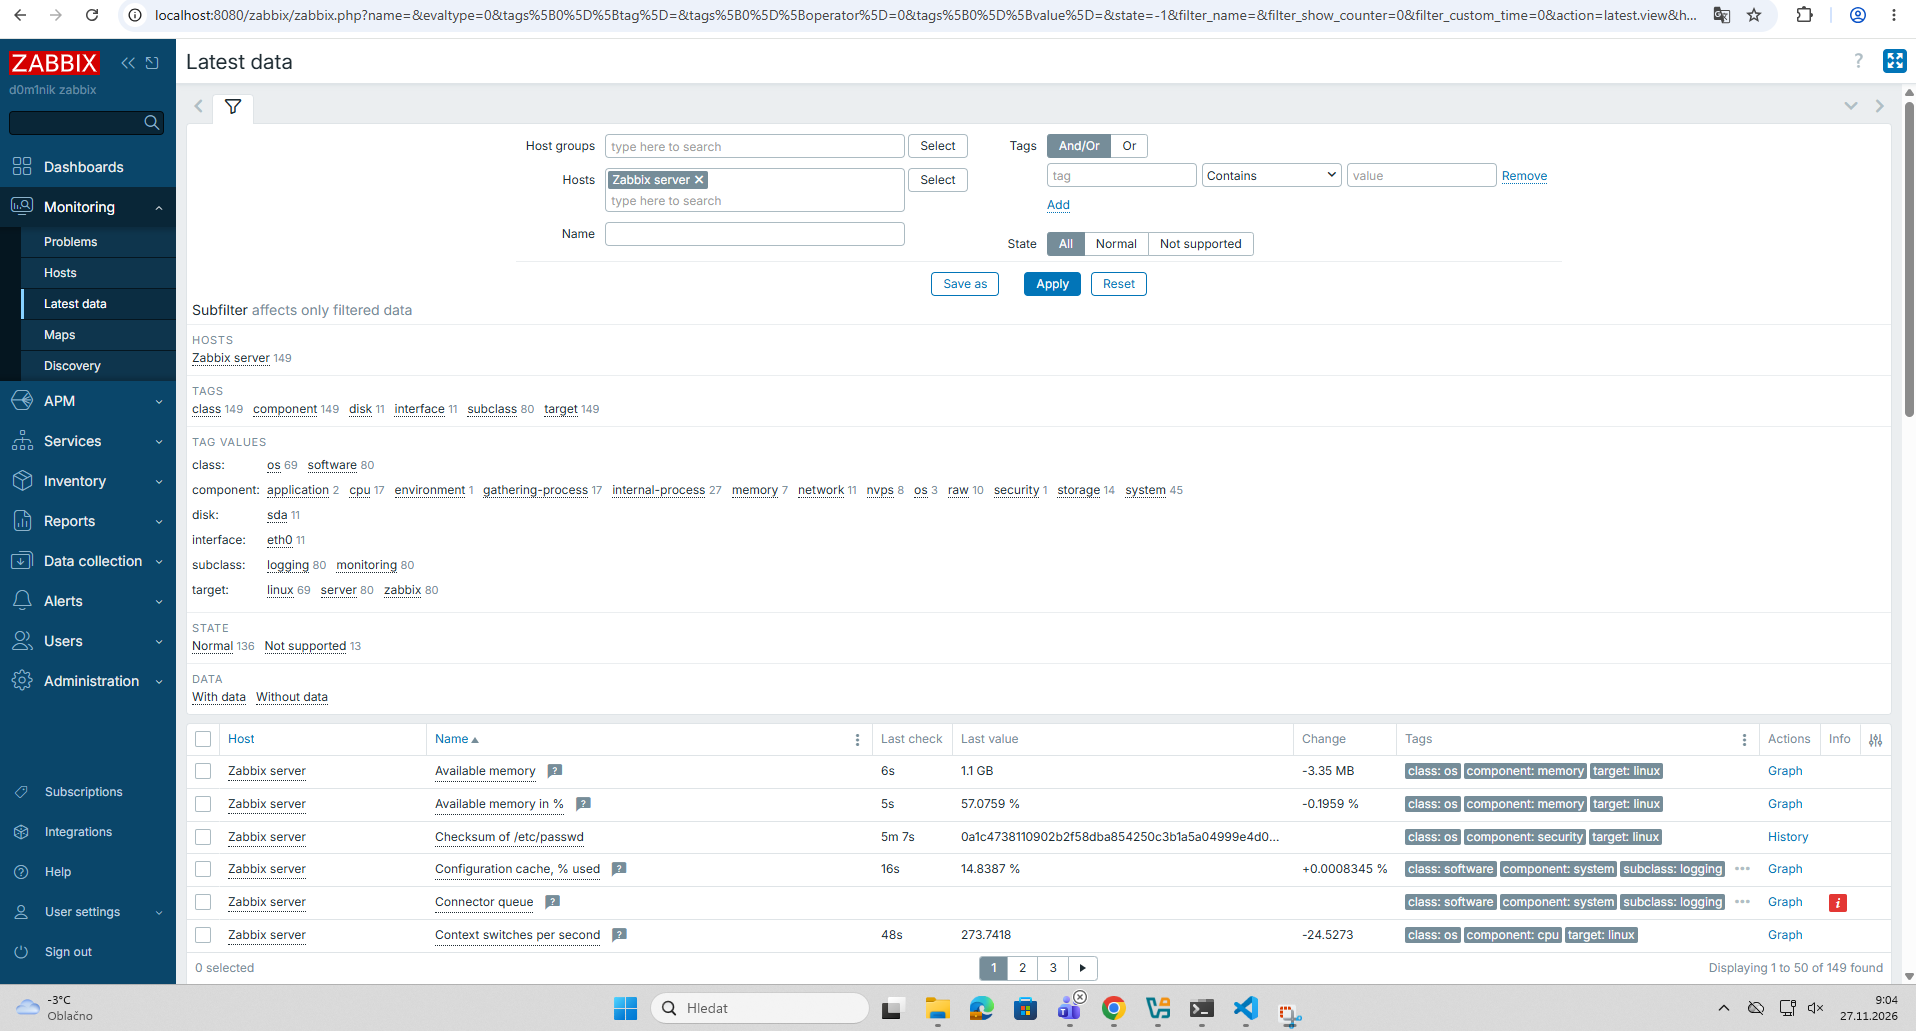 localhost:8080/zabbix/zabbix.php?name=&evaltype=0&tags%5B0%5D%5Btag%5D=&tags%5B0%5D%5Boperator%5D=0&tags%5B0%5D%5Bvalue%5D=&state=-1&filter_name=&filter_show_counter=0&filter_custom_time=0&action=latest.view&h...
ZABBIX
d0m1nik zabbix
Dashboards
Monitoring
Problems
Hosts
Latest data
Maps
Discovery
APM
Services
Inventory
Reports
Data collection
Alerts
Users
Administration
Subscriptions
Integrations
Help
User settings
Sign out
Latest data
?
Host groups type here to search Select
Hosts Zabbix server type here to search Select
Name
Tags And/Or Or
tag Contains value Remove
Add
State All Normal Not supported
Save as Apply Reset
Subfilter affects only filtered data
HOSTS
Zabbix server 149
TAGS
class 149 component 149 disk 11 interface 11 subclass 80 target 149
TAG VALUES
class: os 69 software 80
component: application 2 cpu 17 environment 1 gathering-process 17 internal-process 27 memory 7 network 11 nvps 8 os 3 raw 10 security 1 storage 14 system 45
disk: sda 11
interface: eth0 11
subclass: logging 80 monitoring 80
target: linux 69 server 80 zabbix 80
STATE
Normal 136 Not supported 13
DATA
With data Without data
Host Name Last check Last value Change Tags Actions Info
Zabbix server Available memory ? 6s 1.1 GB -3.35 MB class: os component: memory target: linux Graph
Zabbix server Available memory in % ? 5s 57.0759 % -0.1959 % class: os component: memory target: linux Graph
Zabbix server Checksum of /etc/passwd 5m 7s 0a1c4738110902b2f58dba854250c3b1a5a04999e4d0... class: os component: security target: linux History
Zabbix server Configuration cache, % used ? 16s 14.8387 % +0.0008345 % class: software component: system subclass: logging ••• Graph
Zabbix server Connector queue ? class: software component: system subclass: logging ••• Graph i
Zabbix server Context switches per second ? 48s 273.7418 -24.5273 class: os component: cpu target: linux Graph
0 selected 1 2 3 Displaying 1 to 50 of 149 found
-3°C
Oblačno
Hledat
9:04
27.11.2026